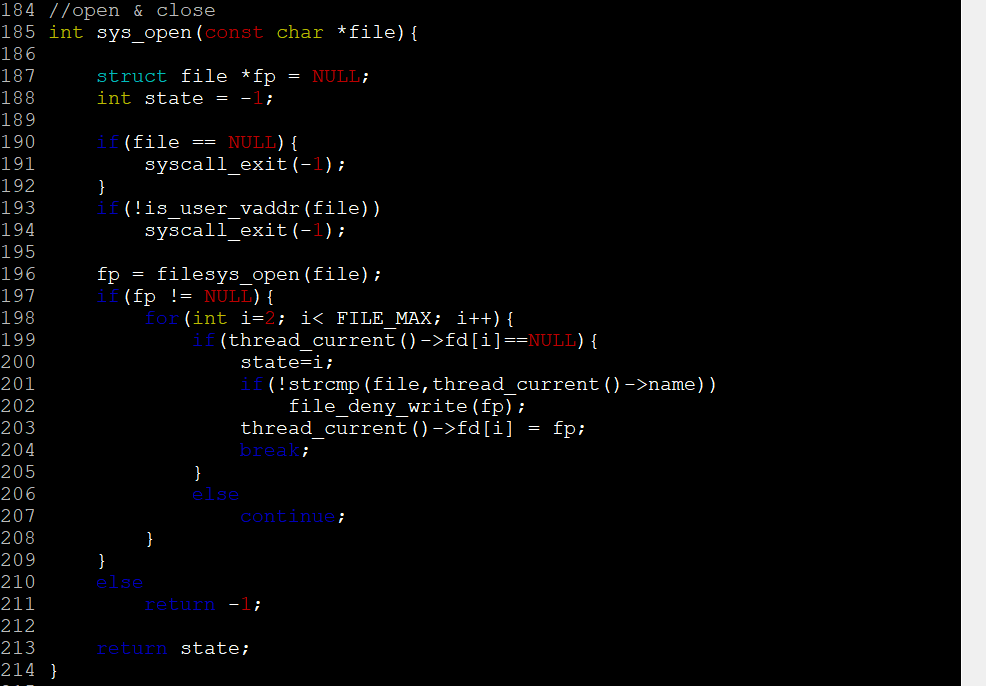 184 //open & close
185 int sys_open(const char *file){
186
187     struct file *fp = NULL;
188     int state = -1;
189
190     if(file == NULL){
191         syscall_exit(-1);
192     }
193     if(!is_user_vaddr(file))
194         syscall_exit(-1);
195
196     fp = filesys_open(file);
197     if(fp != NULL){
198         for(int i=2; i< FILE_MAX; i++){
199             if(thread_current()->fd[i]==NULL){
200                 state=i;
201                 if(!strcmp(file,thread_current()->name))
202                     file_deny_write(fp);
203                 thread_current()->fd[i] = fp;
204                 break;
205             }
206             else
207                 continue;
208         }
209     }
210     else
211         return -1;
212
213     return state;
214 }